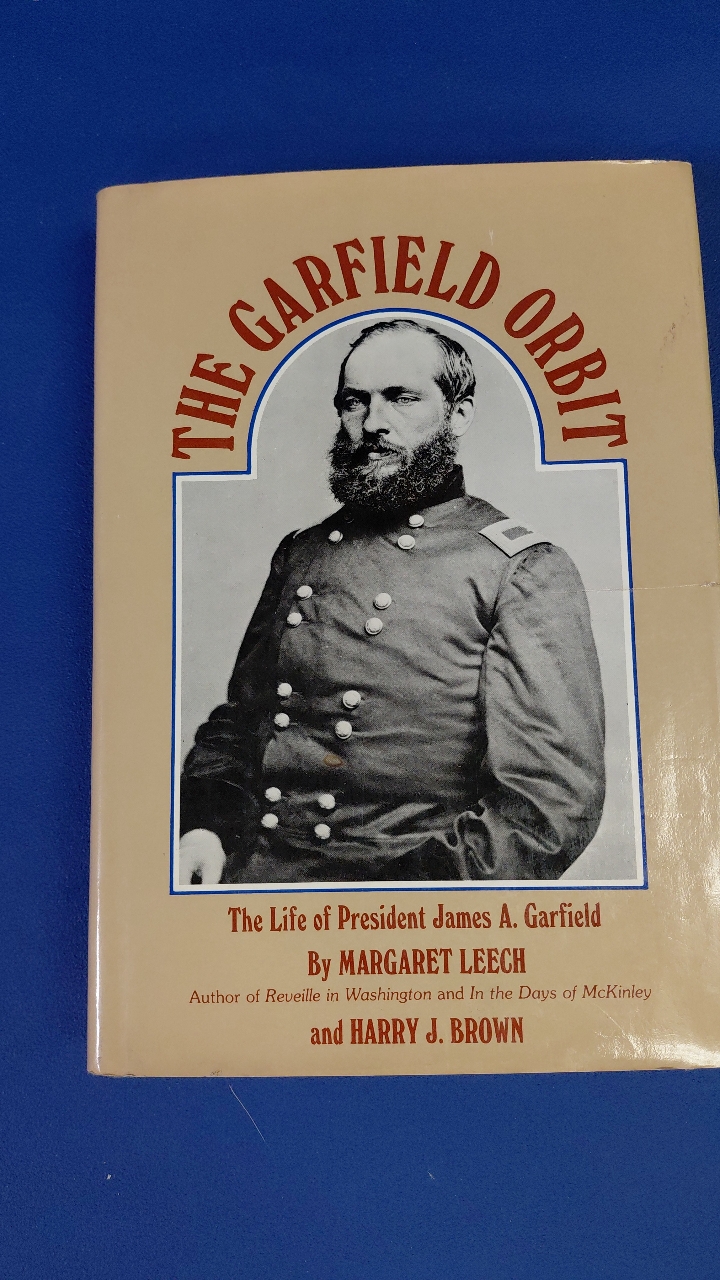 THE GARFIELD ORBIT
The Life of President James A. Garfield
By MARGARET LEECH
Author of Reveille in Washington and In the Days of McKinley
and HARRY J. BROWN